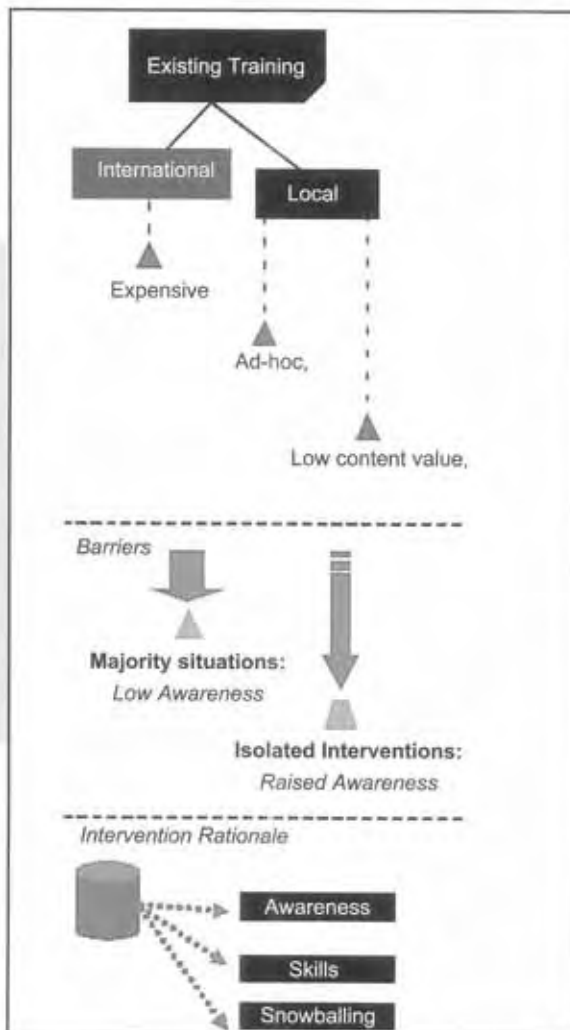 Existing Training
International
Local
Expensive
Ad-hoc,
Low content value,
Barriers
Majority situations:
Low Awareness
Isolated Interventions:
Raised Awareness
Intervention Rationale
Awareness
Skills
Snowballing